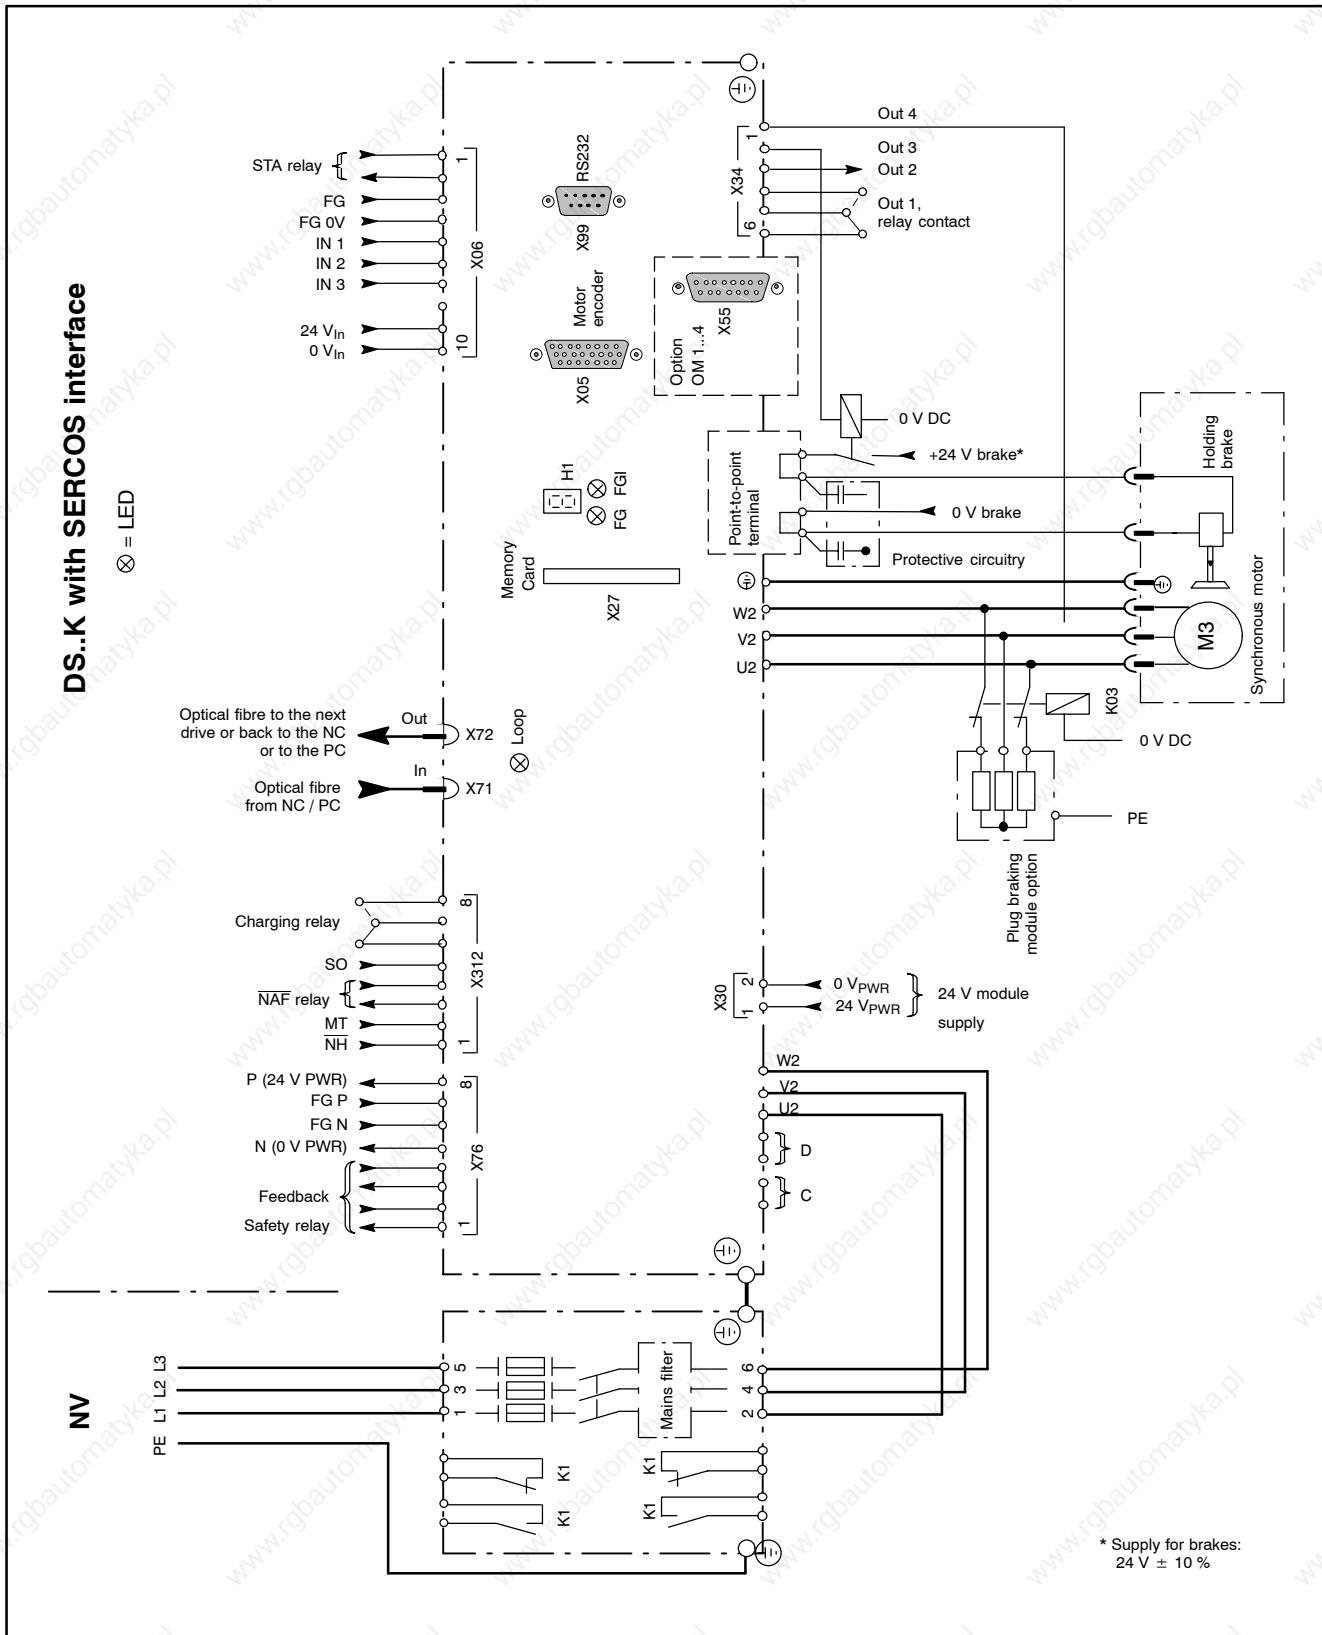 DS..K with SERCOS interface
⊗ = LED
STA relay
FG
FG 0V
IN 1
IN 2
IN 3
24 VIn
0 VIn
1
X06
10
RS232
X99
Motor
encoder
X05
H1
FG
FGI
Memory
Card
X27
Option
OM 1...4
X55
1
X34
6
Out 4
Out 3
Out 2
Out 1,
relay contact
0 V DC
+24 V brake*
0 V brake
Protective circuitry
Point-to-point
terminal
Holding
brake
Synchronous motor
M3
W2
V2
U2
K03
0 V DC
PE
Plug braking
module option
Optical fibre to the next
drive or back to the NC
or to the PC
Out
X72
Loop
In
X71
Optical fibre
from NC / PC
Charging relay
SO
NAF relay
MT
NH
8
X312
1
P (24 V PWR)
FG P
FG N
N (0 V PWR)
Feedback
Safety relay
8
X76
1
X30
2
1
0 VPWR
24 VPWR
24 V module
supply
W2
V2
U2
D
C
NV
L3
L2
L1
PE
5
3
1
Mains filter
6
4
2
K1
K1
K1
K1
* Supply for brakes:
24 V ± 10 %
www.rgbautomatyka.pl